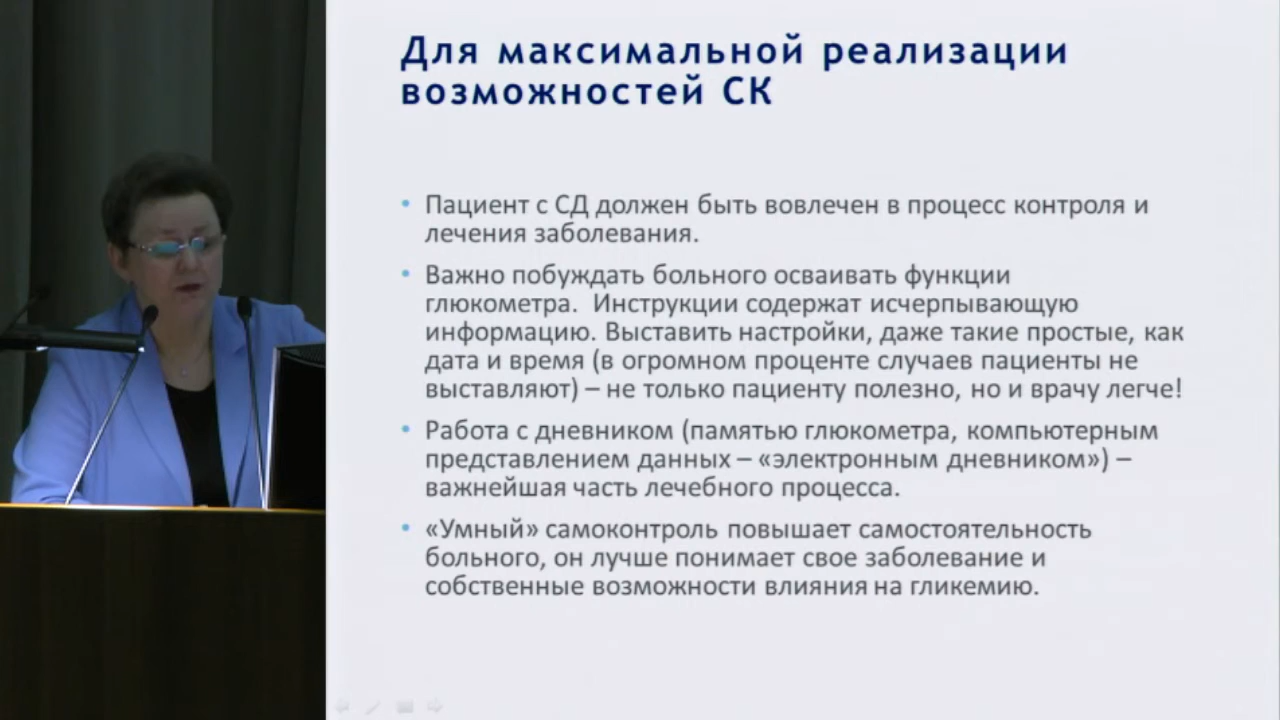 Для максимальной реализации
возможностей СК
• Пациент с СД должен быть вовлечен в процесс контроля и
лечения заболевания.
• Важно побуждать больного осваивать функции
глюкометра.  Инструкции содержат исчерпывающую
информацию. Выставить настройки, даже такие простые, как
дата и время (в огромном проценте случаев пациенты не
выставляют) – не только пациенту полезно, но и врачу легче!
• Работа с дневником (памятью глюкометра, компьютерным
представлением данных – «электронным дневником») –
важнейшая часть лечебного процесса.
• «Умный» самоконтроль повышает самостоятельность
больного, он лучше понимает свое заболевание и
собственные возможности влияния на гликемию.